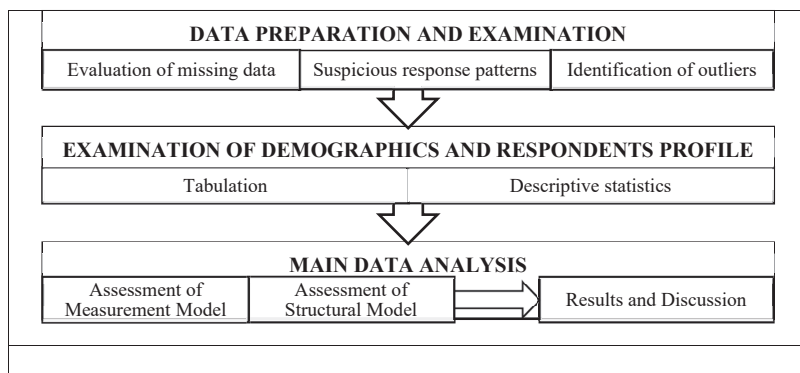 DATA PREPARATION AND EXAMINATION
Evaluation of missing data
Suspicious response patterns
Identification of outliers
EXAMINATION OF DEMOGRAPHICS AND RESPONDENTS PROFILE
Tabulation
Descriptive statistics
MAIN DATA ANALYSIS
Assessment of
Measurement Model
Assessment of
Structural Model
Results and Discussion